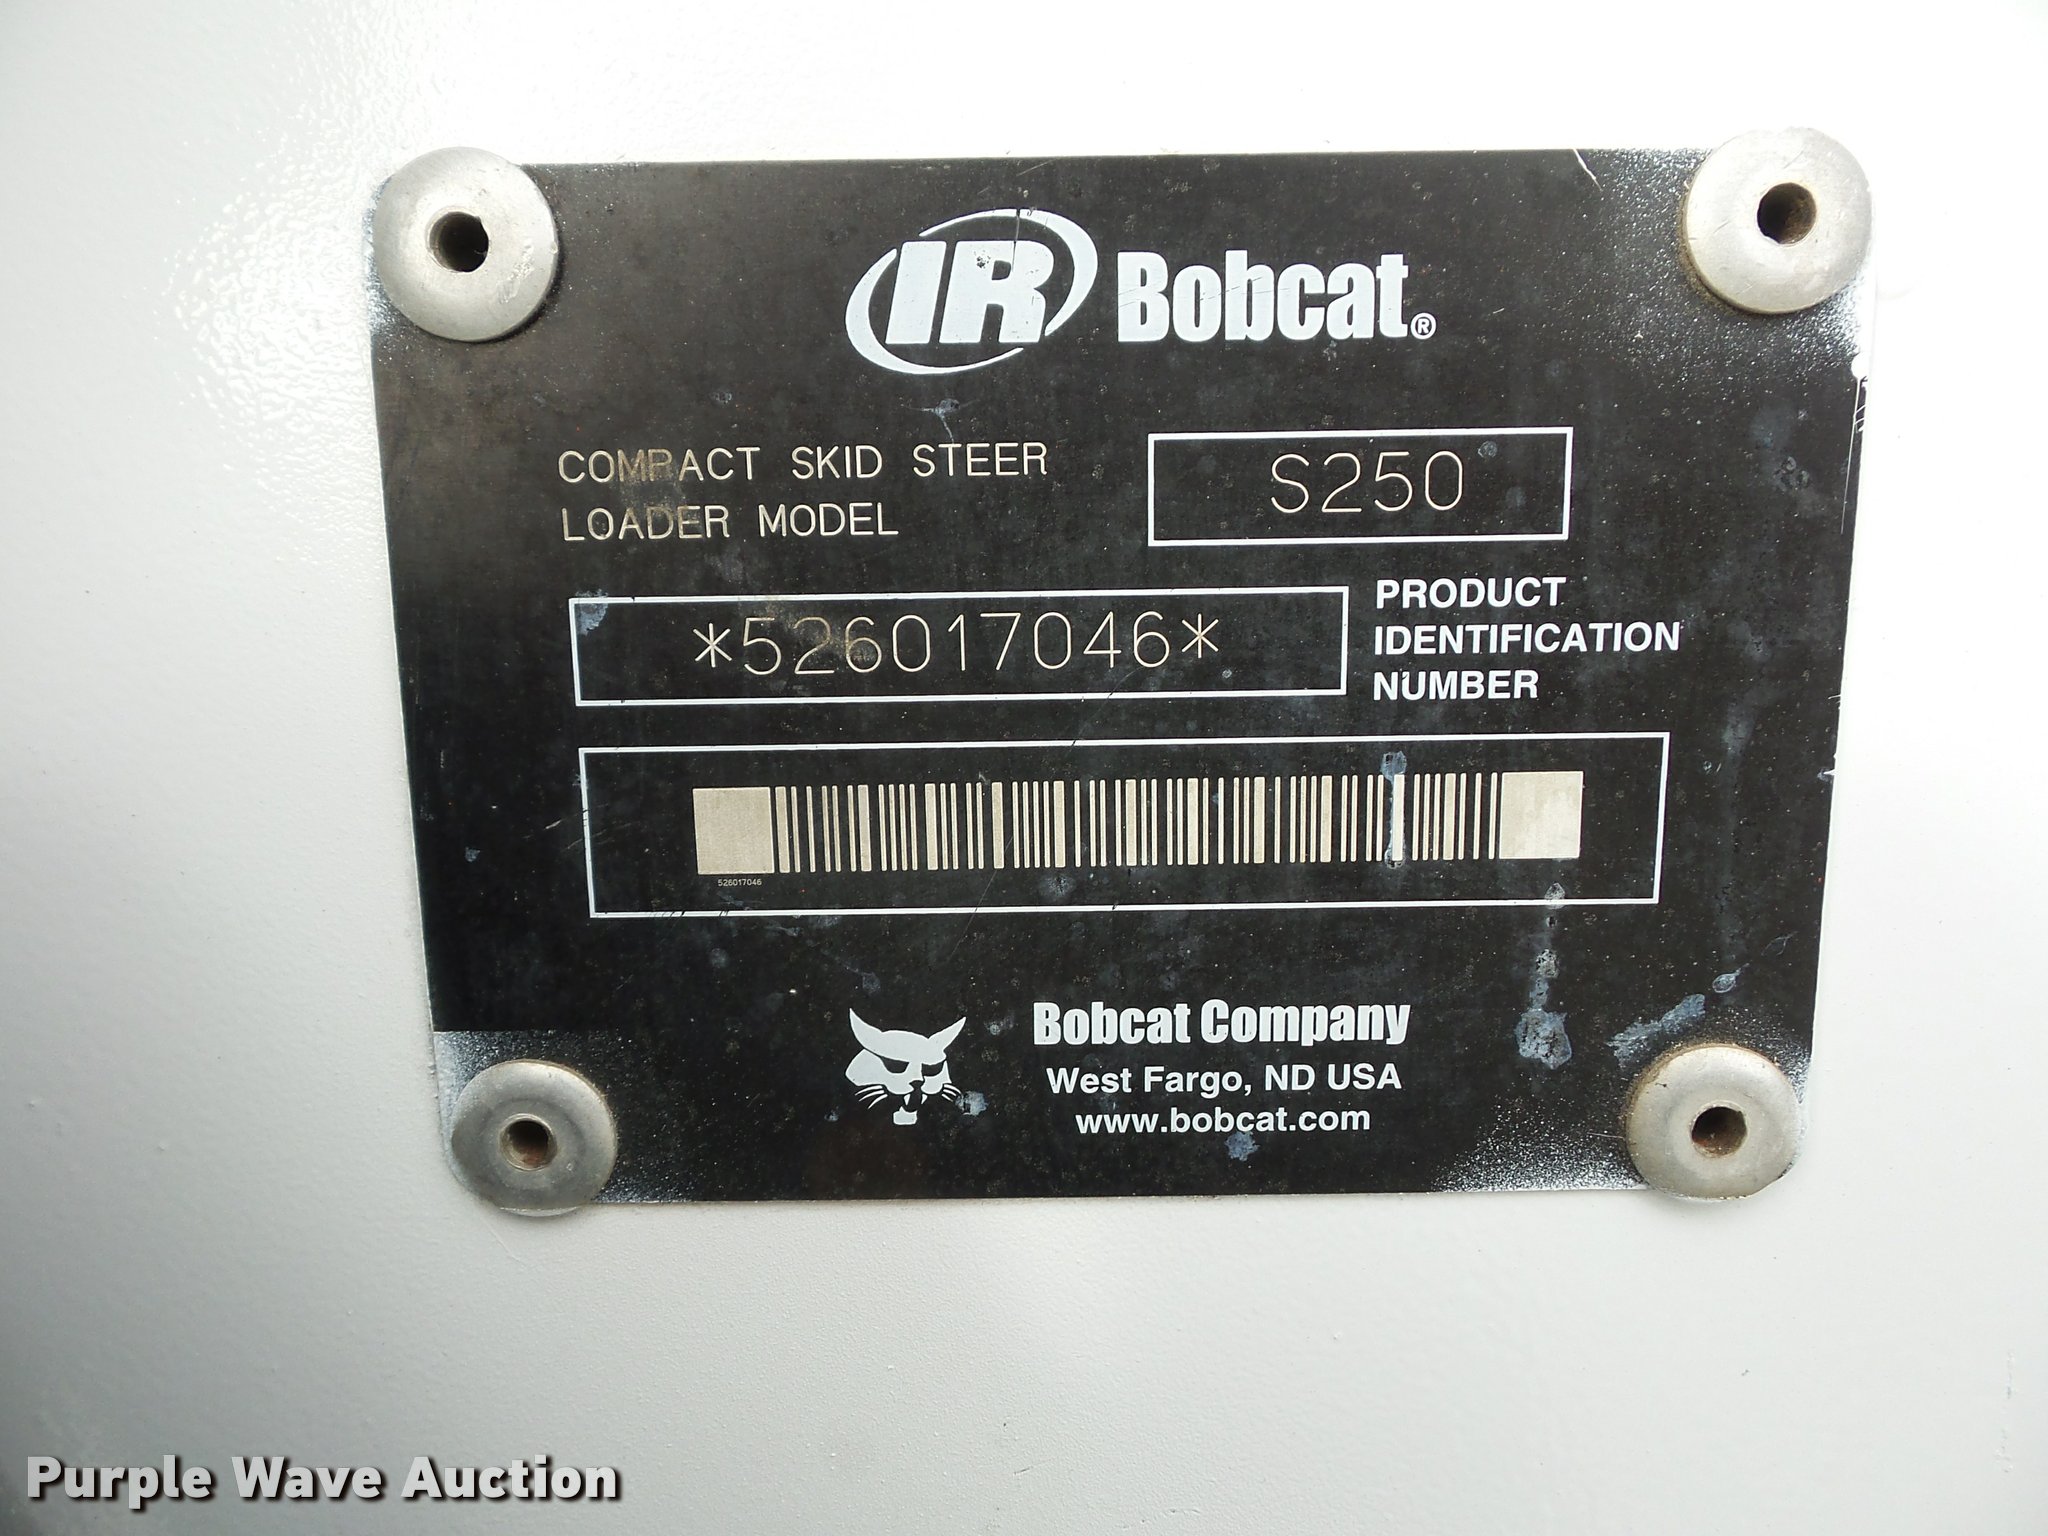 IR Bobcat®
COMPACT SKID STEER
LOADER MODEL
S250
*526017046*
PRODUCT
IDENTIFICATION
NUMBER
526017046
Bobcat Company
West Fargo, ND USA
www.bobcat.com
Purple Wave Auction